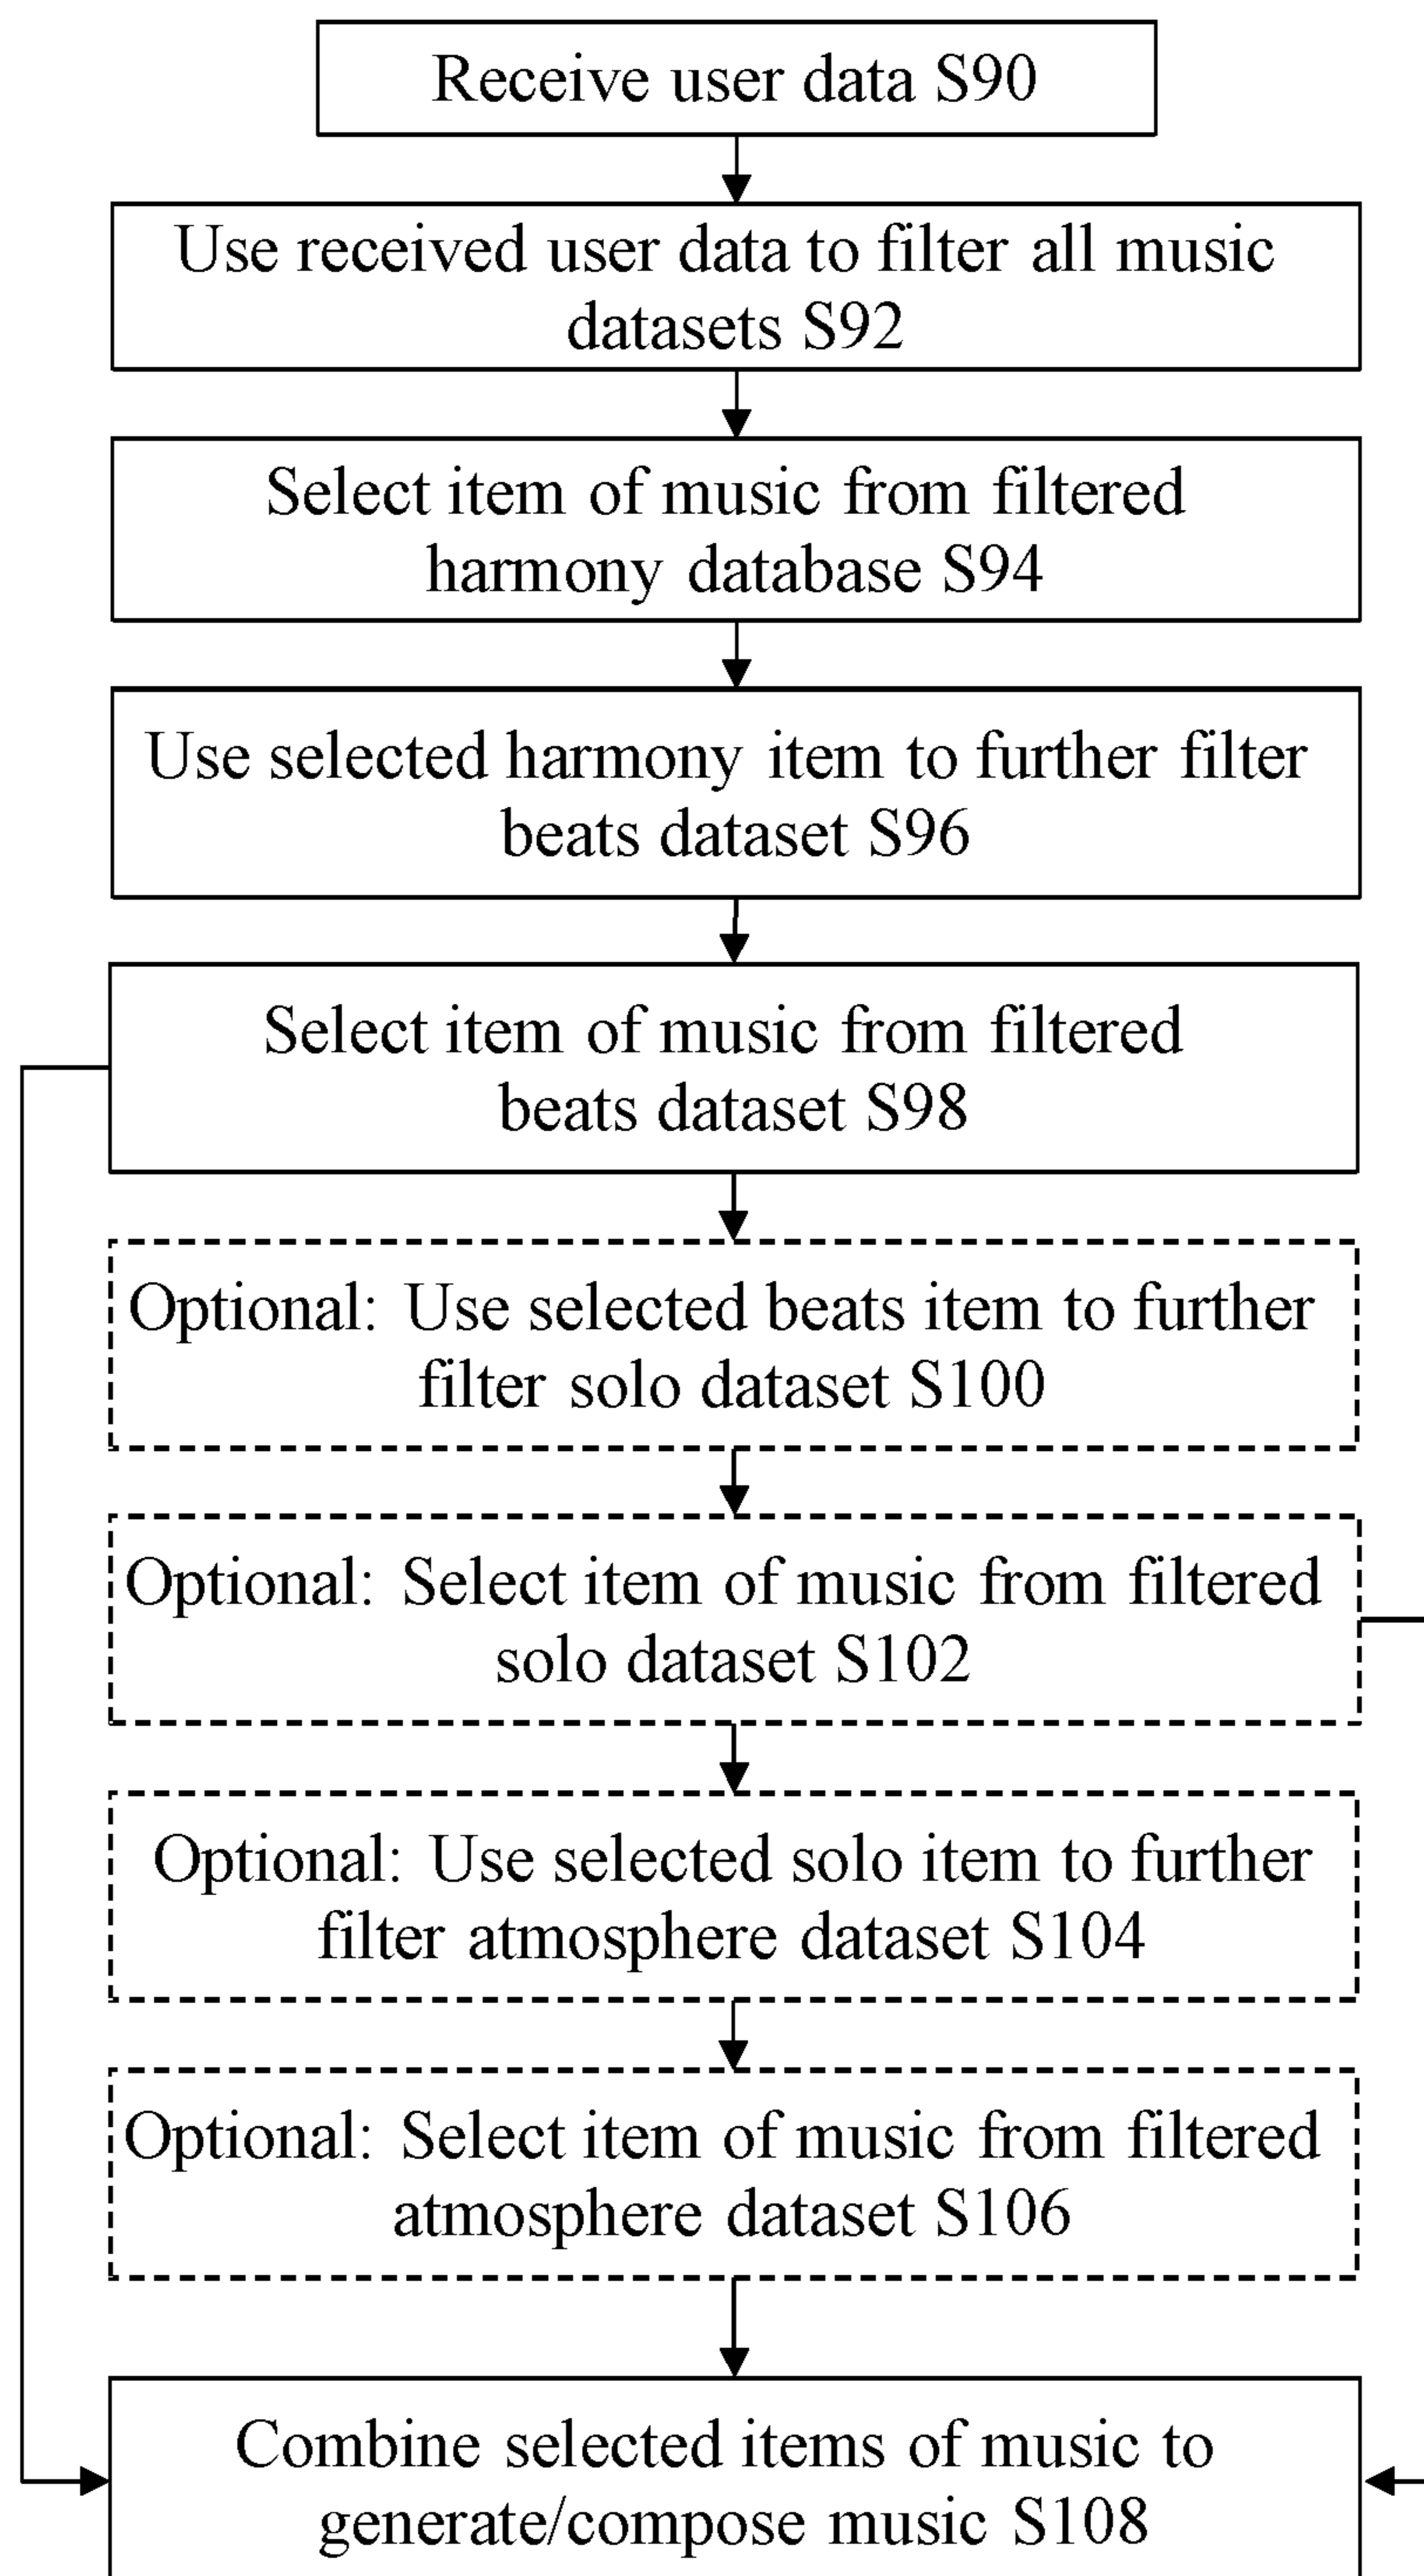 Receive user data S90
Use received user data to filter all music
datasets S92
Select item of music from filtered
harmony database S94
Use selected harmony item to further filter
beats dataset S96
Select item of music from filtered
beats dataset S98
Optional: Use selected beats item to further
filter solo dataset S100
Optional: Select item of music from filtered
solo dataset S102
Optional: Use selected solo item to further
filter atmosphere dataset S104
Optional: Select item of music from filtered
atmosphere dataset S106
Combine selected items of music to
generate/compose music S108